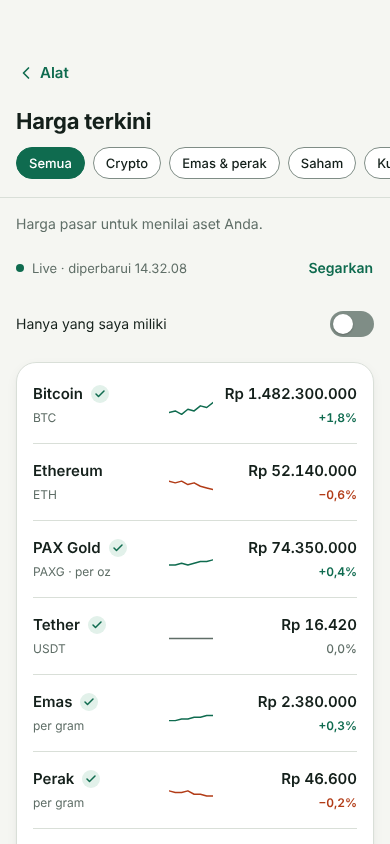 Alat
Harga terkini
Semua
Crypto
Emas & perak
Saham
Harga pasar untuk menilai aset Anda.
Live · diperbarui 14.32.08
Segarkan
Hanya yang saya miliki
Bitcoin
Rp 1.482.300.000
BTC
+1,8%
Ethereum
Rp 52.140.000
ETH
−0,6%
PAX Gold
Rp 74.350.000
PAXG · per oz
+0,4%
Tether
Rp 16.420
USDT
0,0%
Emas
Rp 2.380.000
per gram
+0,3%
Perak
Rp 46.600
per gram
−0,2%